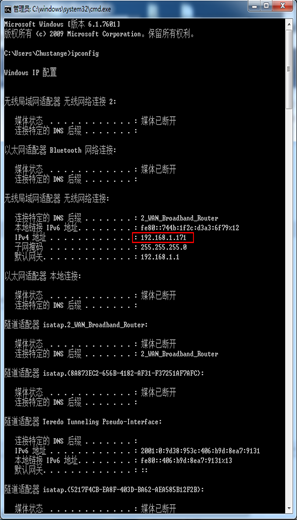 管理员: C:\windows\system32\cmd.exe
Microsoft Windows [版本 6.1.7601]
版权所有 (c) 2009 Microsoft Corporation。保留所有权利。
C:\Users\Chustange>ipconfig
Windows IP 配置
无线局域网适配器 无线网络连接 2:
媒体状态 . . . . . . . . . . . . : 媒体已断开
连接特定的 DNS 后缀 . . . . . . . :
以太网适配器 Bluetooth 网络连接:
媒体状态 . . . . . . . . . . . . : 媒体已断开
连接特定的 DNS 后缀 . . . . . . . :
无线局域网适配器 无线网络连接:
连接特定的 DNS 后缀 . . . . . . . : 2_WAN_Broadband_Router
本地链接 IPv6 地址. . . . . . . . : fe80::744b:1f2c:d3a3:6f79%12
IPv4 地址 . . . . . . . . . . . . : 192.168.1.171
子网掩码 . . . . . . . . . . . . : 255.255.255.0
默认网关. . . . . . . . . . . . . : 192.168.1.1
以太网适配器 本地连接:
媒体状态 . . . . . . . . . . . . : 媒体已断开
连接特定的 DNS 后缀 . . . . . . . :
隧道适配器 isatap.2_WAN_Broadband_Router:
媒体状态 . . . . . . . . . . . . : 媒体已断开
连接特定的 DNS 后缀 . . . . . . . : 2_WAN_Broadband_Router
隧道适配器 isatap.{8A873EC2-656B-4182-AF31-F37251AF7AFC}:
媒体状态 . . . . . . . . . . . . : 媒体已断开
连接特定的 DNS 后缀 . . . . . . . :
隧道适配器 Teredo Tunneling Pseudo-Interface:
连接特定的 DNS 后缀 . . . . . . . :
IPv6 地址 . . . . . . . . . . . . : 2001:0:9d38:953c:406:b9d:8ea7:9131
本地链接 IPv6 地址. . . . . . . . : fe80::406:b9d:8ea7:9131%13
默认网关. . . . . . . . . . . . . : ::
隧道适配器 isatap.{5217F4CB-EA8F-403D-BA62-AEA585B12F2B}: